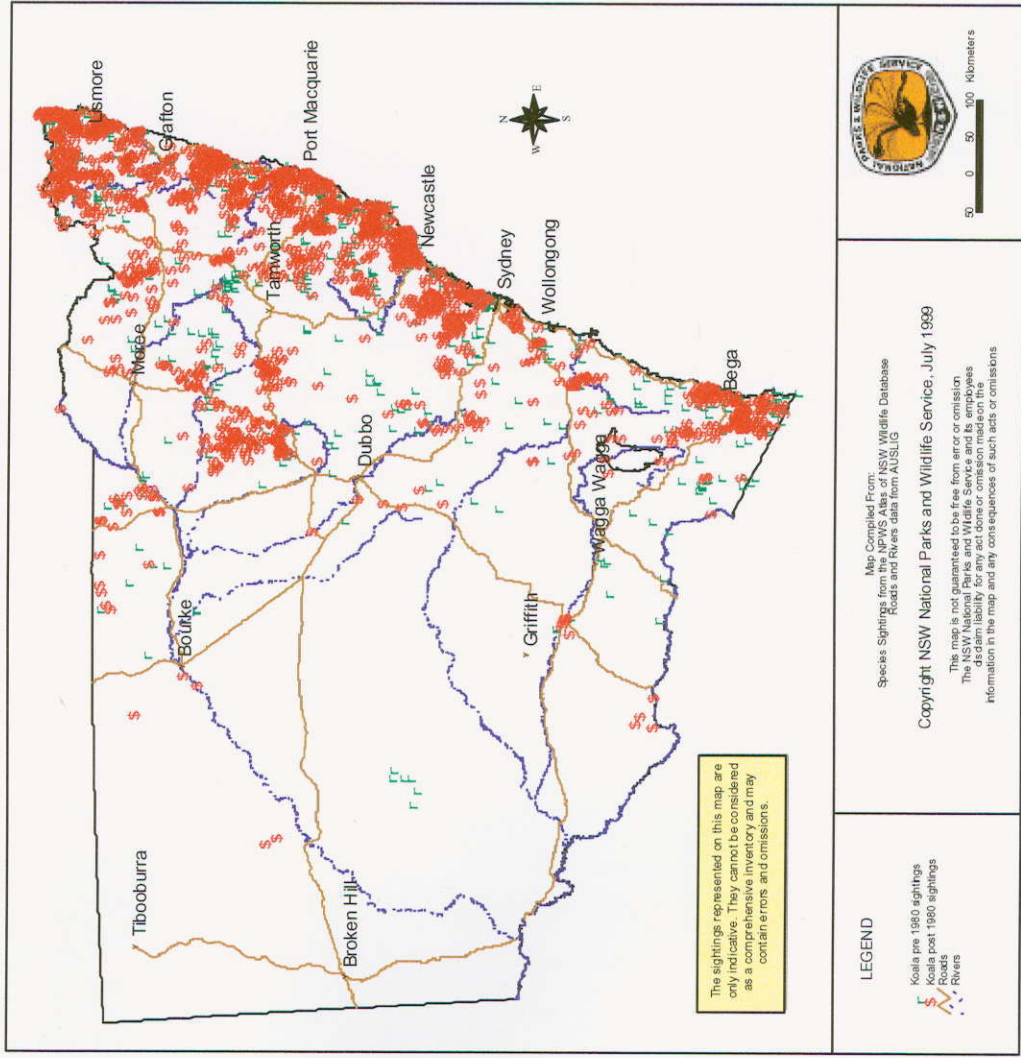 Lismore
Grafton
Port Macquarie
Tamworth
Newcastle
Moree
Sydney
Wollongong
Dubbo
Bega
Wagga Wagga
Bourke
Griffith
Tibooburra
Broken Hill
N
W E
S
The sightings represented on this map are
only indicative. They cannot be considered
as a comprehensive inventory and may
contain errors and omissions.
LEGEND
Koala pre 1980 sightings
Koala post 1980 sightings
Roads
Rivers
Map Compiled From:
Species Sightings from the NPWS Atlas of NSW Wildlife Database
Roads and Rivers data from AUSLIG
Copyright NSW National Parks and Wildlife Service, July 1999
This map is not guaranteed to be free from error or omission
The NSW National Parks and Wildlife Service and its employees
disclaim liability for any act done or omission made on the
information in the map and any consequences of such acts or omissions
NATIONAL PARKS & WILDLIFE SERVICE
50 0 50 100 Kilometers